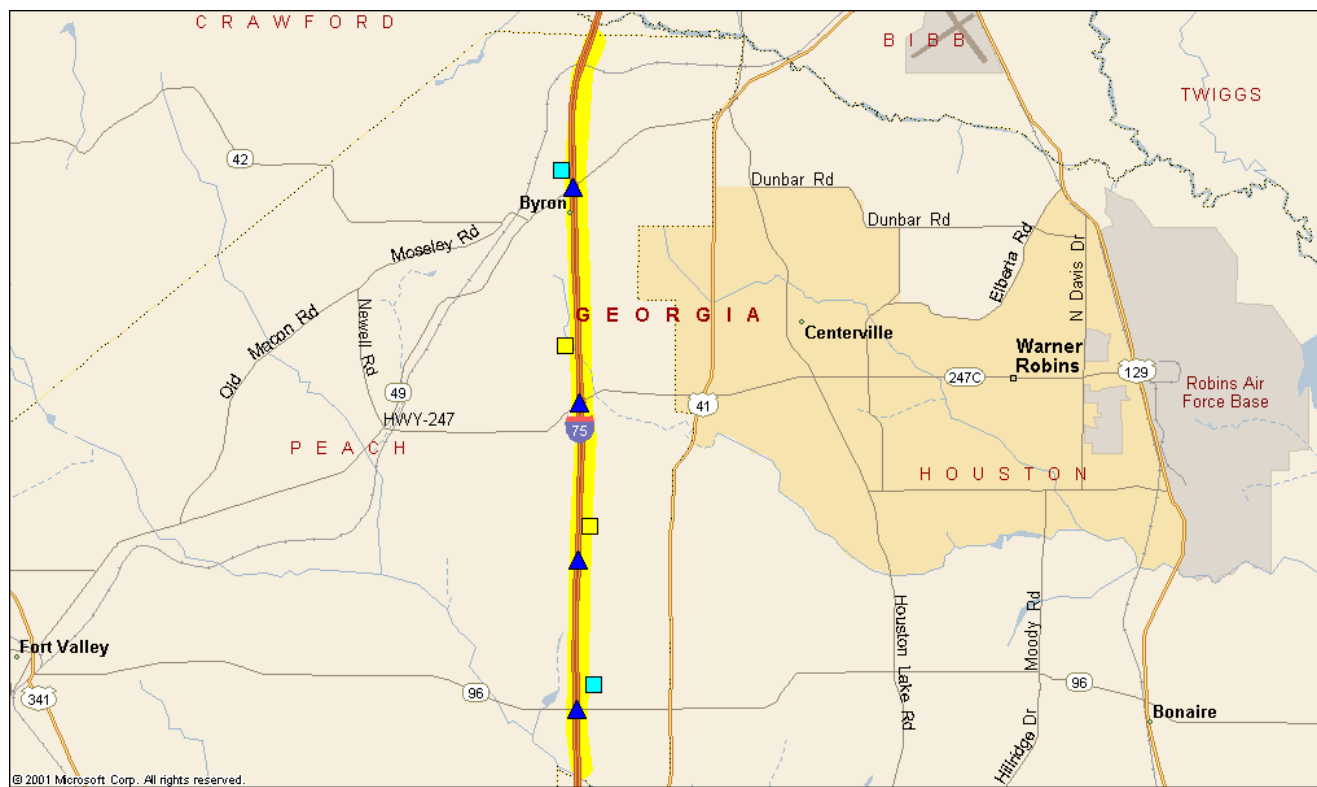 CRAWFORD
BIBB
TWIGGS
42
Dunbar Rd
Byron
Dunbar Rd
Moseley Rd
Elberta Rd
N Davis Dr
GEORGIA
Old Macon Rd
Newell Rd
Centerville
Warner
Robins
247C
129
49
41
Robins Air
Force Base
HWY-247
75
PEACH
HOUSTON
Houston Lake Rd
Moody Rd
Fort Valley
341
96
96
Bonaire
Hillridge Dr
© 2001 Microsoft Corp. All rights reserved.